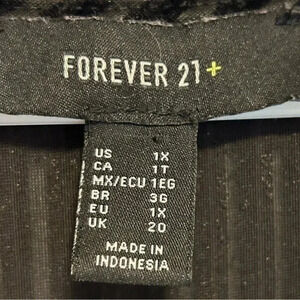 FOREVER 21+
US 1X
CA 1T
MX/ECU 1EG
BR 3G
EU 1X
UK 20
MADE IN
INDONESIA